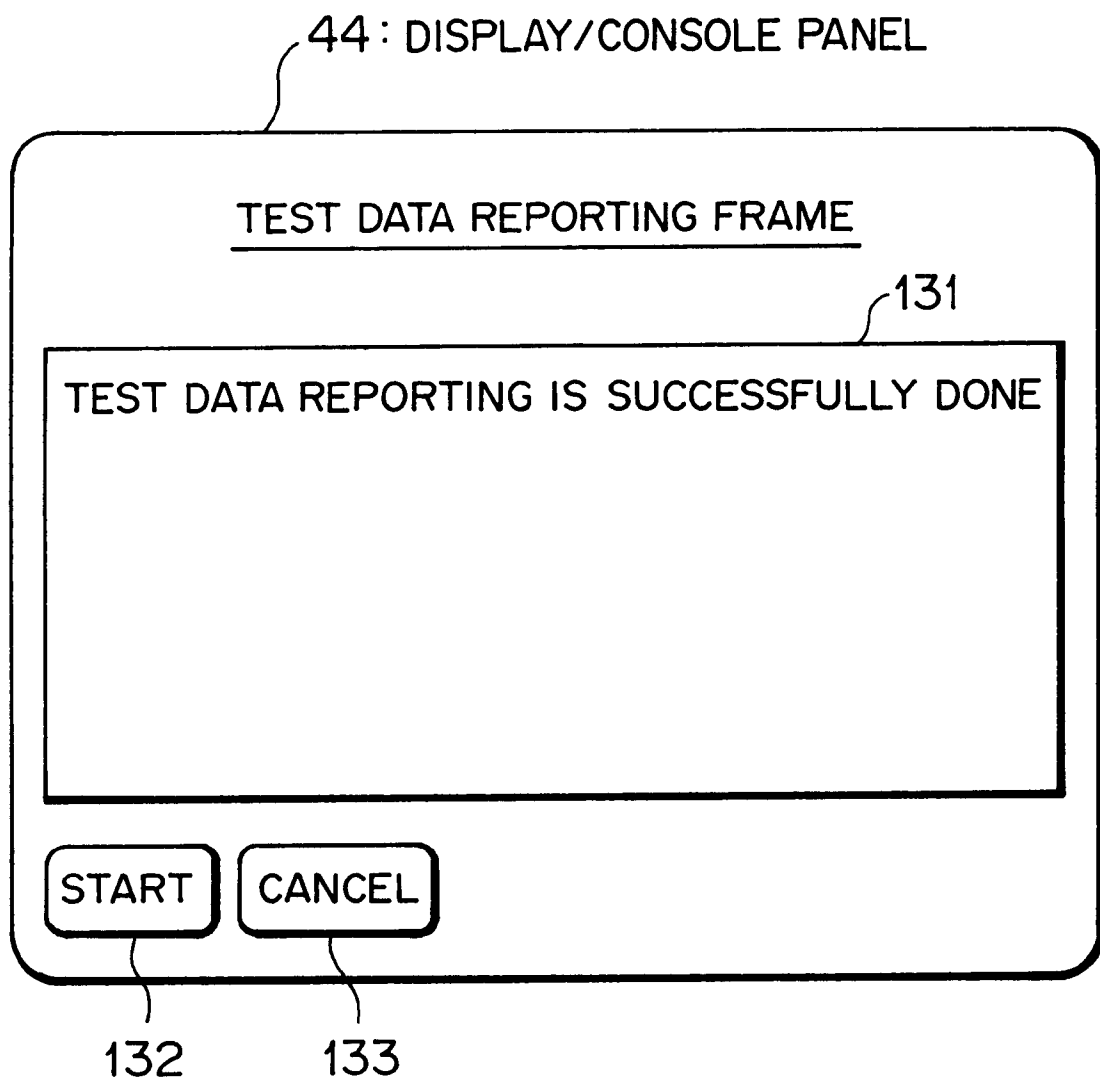 44: DISPLAY/CONSOLE PANEL
TEST DATA REPORTING FRAME
131
TEST DATA REPORTING IS SUCCESSFULLY DONE
START CANCEL
132 133